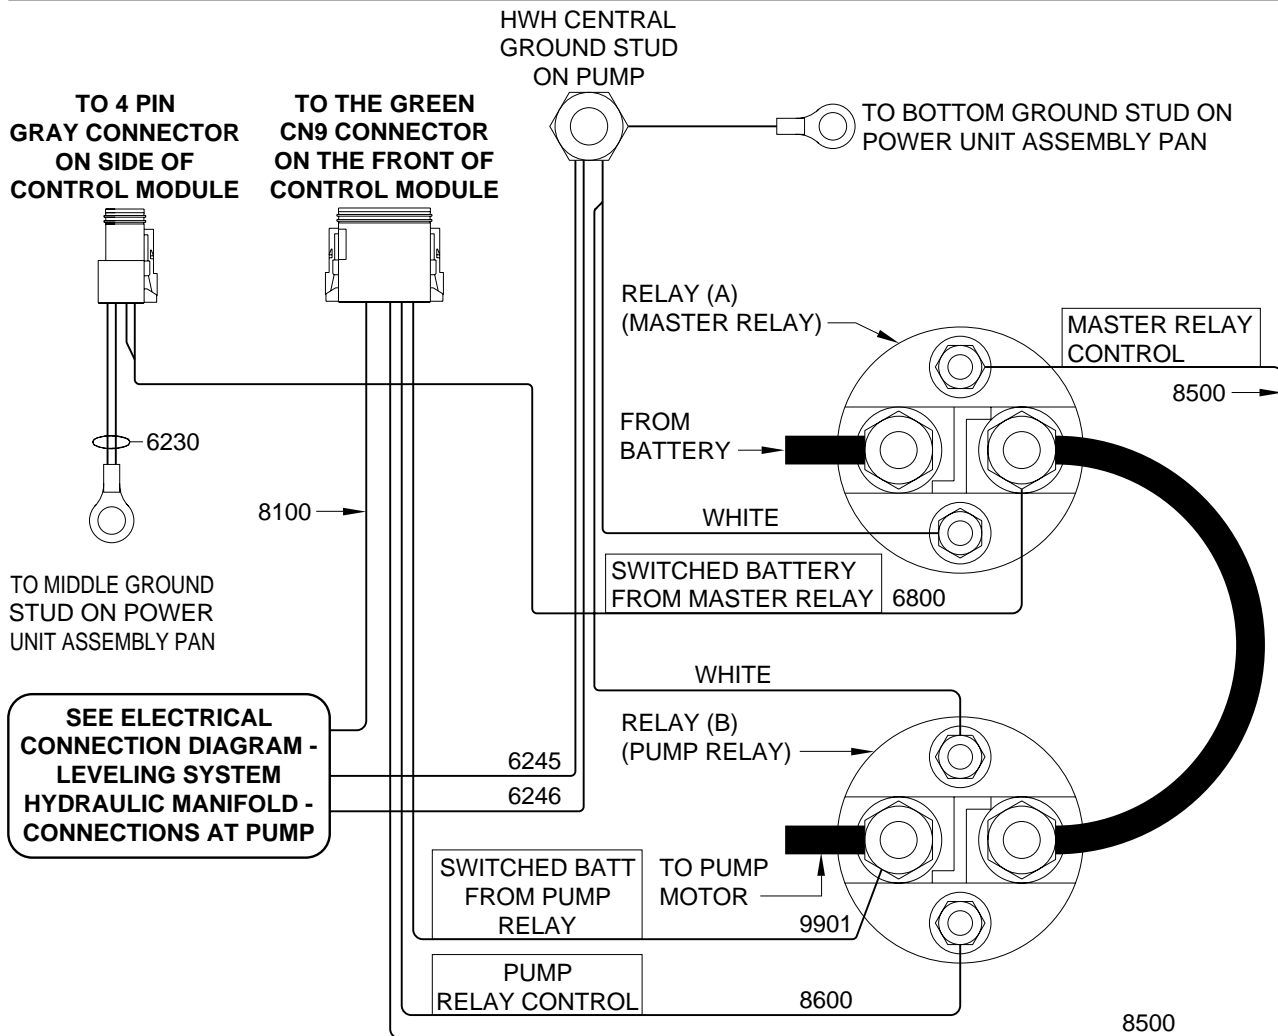 HWH CENTRAL
GROUND STUD
ON PUMP
TO 4 PIN
GRAY CONNECTOR
ON SIDE OF
CONTROL MODULE
TO THE GREEN
CN9 CONNECTOR
ON THE FRONT OF
CONTROL MODULE
TO BOTTOM GROUND STUD ON
POWER UNIT ASSEMBLY PAN
RELAY (A)
(MASTER RELAY)
MASTER RELAY
CONTROL
8500
FROM
BATTERY
6230
8100
WHITE
TO MIDDLE GROUND
STUD ON POWER
UNIT ASSEMBLY PAN
SWITCHED BATTERY
FROM MASTER RELAY
6800
WHITE
SEE ELECTRICAL
CONNECTION DIAGRAM -
LEVELING SYSTEM
HYDRAULIC MANIFOLD -
CONNECTIONS AT PUMP
RELAY (B)
(PUMP RELAY)
6245
6246
SWITCHED BATT
FROM PUMP
RELAY
TO PUMP
MOTOR
9901
PUMP
RELAY CONTROL
8600
8500